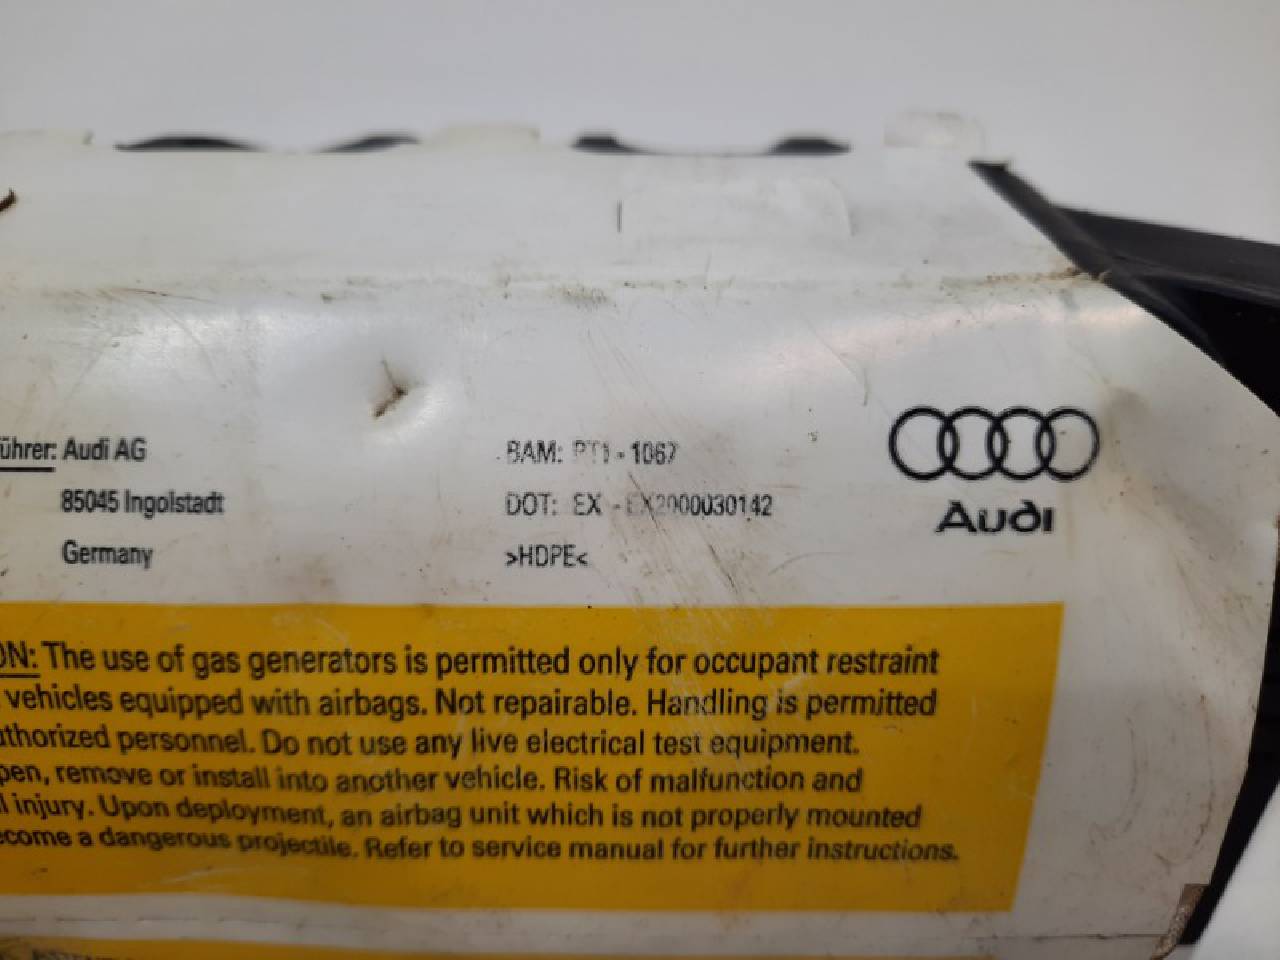 ührer: Audi AG
85045 Ingolstadt
Germany
BAM: PT1 - 1067
DOT: EX - EX2000030142
>HDPE<
Audi
ON: The use of gas generators is permitted only for occupant restraint
vehicles equipped with airbags. Not repairable. Handling is permitted
uthorized personnel. Do not use any live electrical test equipment.
pen, remove or install into another vehicle. Risk of malfunction and
l injury. Upon deployment, an airbag unit which is not properly mounted
ecome a dangerous projectile. Refer to service manual for further instructions.